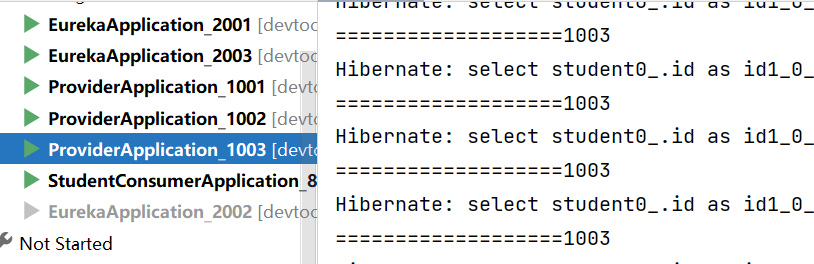 EurekaApplication_2001 [devtoo
EurekaApplication_2003 [devtoo
ProviderApplication_1001 [devto
ProviderApplication_1002 [devto
ProviderApplication_1003 [devto
StudentConsumerApplication_8
EurekaApplication_2002 [devtoo
Not Started
Hibernate: select student0_.id as id1_0_
===================1003
Hibernate: select student0_.id as id1_0_
===================1003
Hibernate: select student0_.id as id1_0_
===================1003
Hibernate: select student0_.id as id1_0_
===================1003